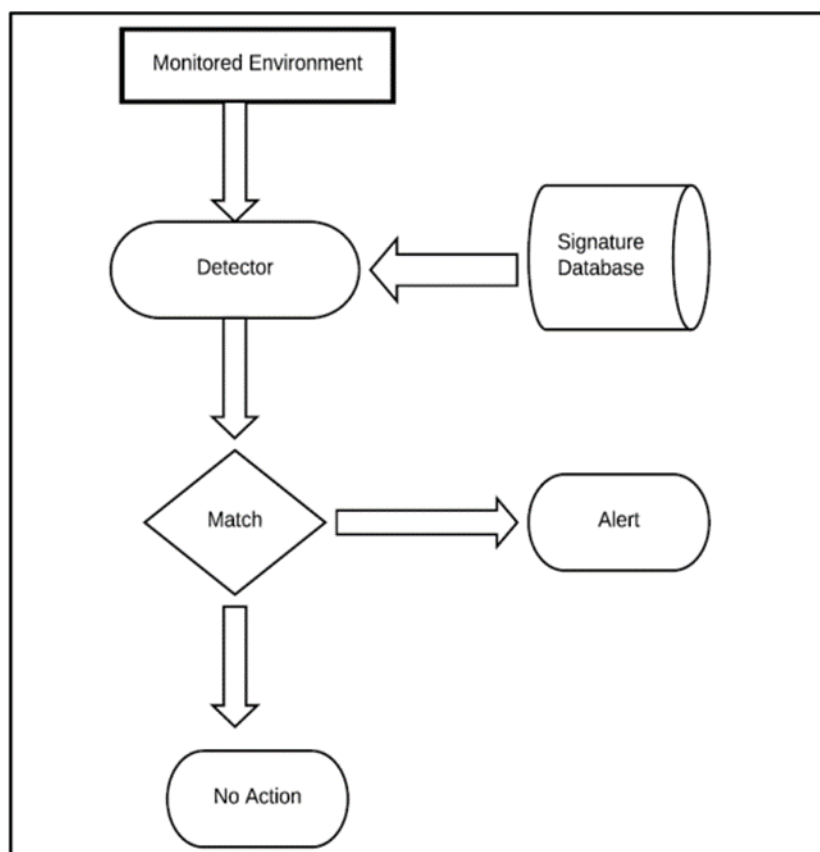 Monitored Environment
Detector
Signature
Database
Match
Alert
No Action